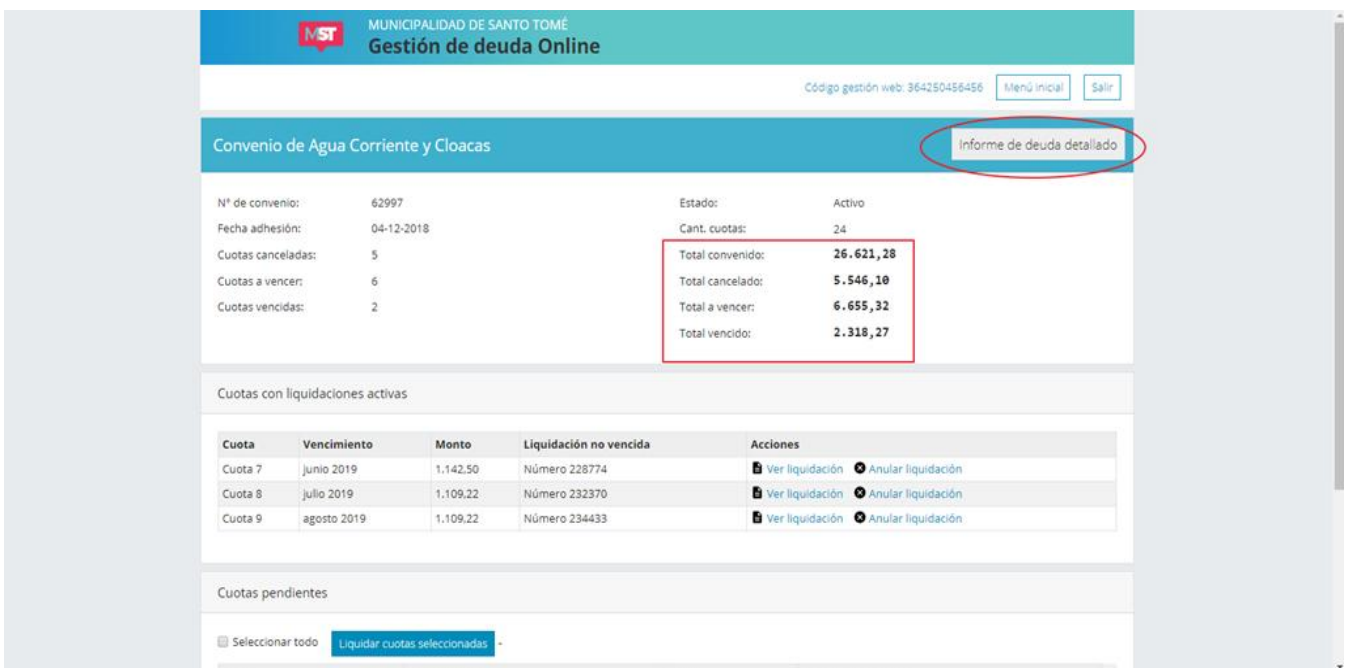 MST
MUNICIPALIDAD DE SANTO TOMÉ
Gestión de deuda Online
Código gestión web: 364250456456 Menú inicial Salir
Convenio de Agua Corriente y Cloacas Informe de deuda detallado
N° de convenio: 62997 Estado: Activo
Fecha adhesión: 04-12-2018 Cant. cuotas: 24
Cuotas canceladas: 5 Total convenido: 26.621,28
Cuotas a vencer: 6 Total cancelado: 5.546,10
Cuotas vencidas: 2 Total a vencer: 6.655,32
Total vencido: 2.318,27
Cuotas con liquidaciones activas
Cuota Vencimiento Monto Liquidación no vencida Acciones
Cuota 7 junio 2019 1.142,50 Número 228774 Ver liquidación Anular liquidación
Cuota 8 julio 2019 1.109,22 Número 232370 Ver liquidación Anular liquidación
Cuota 9 agosto 2019 1.109,22 Número 234433 Ver liquidación Anular liquidación
Cuotas pendientes
Seleccionar todo Liquidar cuotas seleccionadas -